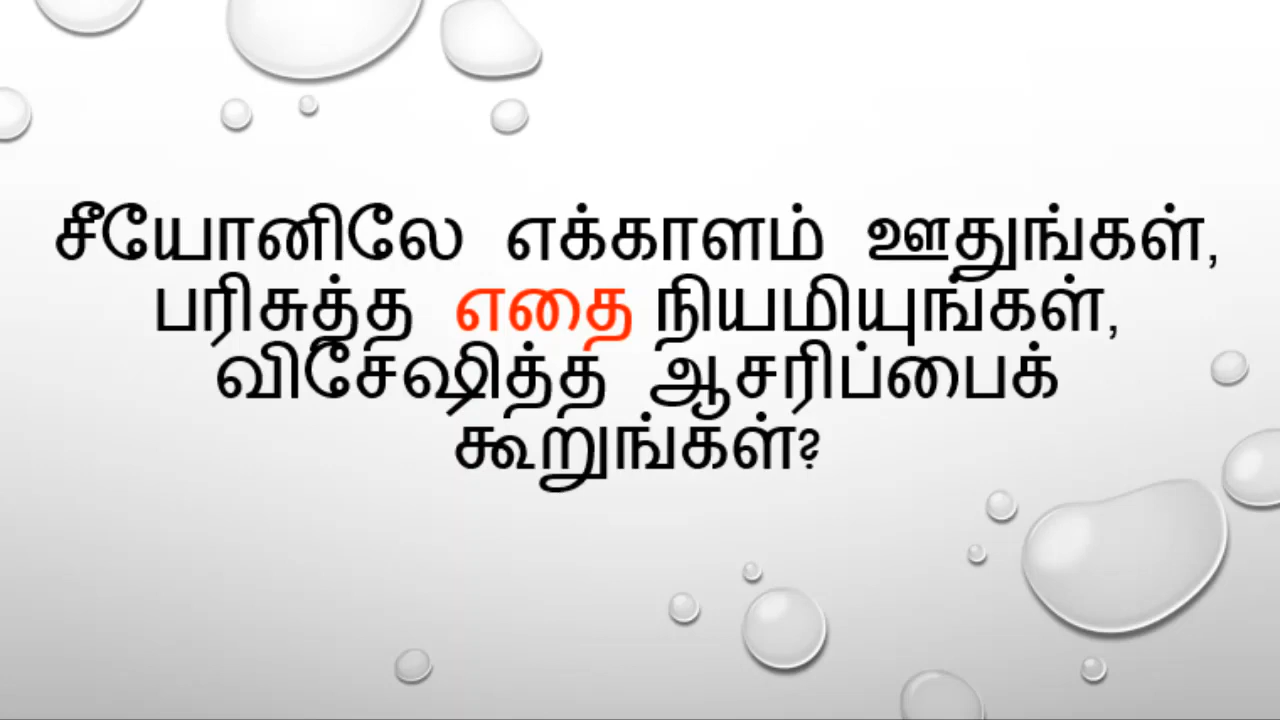 சீயோனிலே எக்காளம் ஊதுங்கள்,
பரிசுத்த எதை நியமியுங்கள்,
விசேஷித்த ஆசரிப்பைக்
கூறுங்கள்?